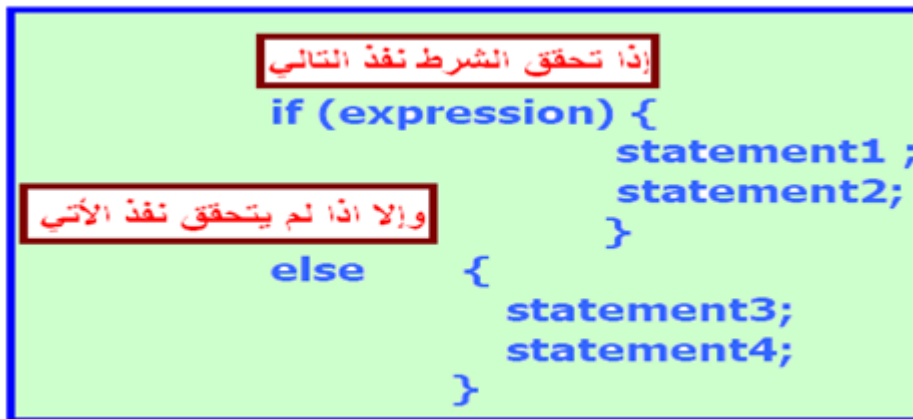 إذا تحقق الشرط نفذ التالي
if (expression) {
statement1 ;
statement2;
وإلا اذا لم يتحقق نفذ الآتي
}
else {
statement3;
statement4;
}